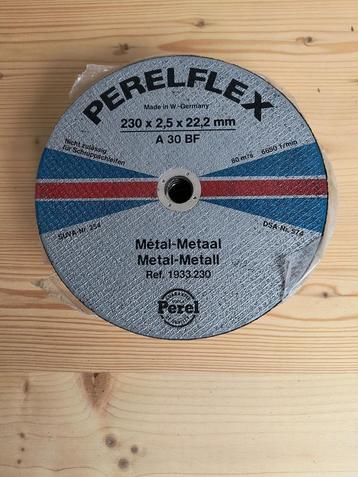 PERELFLEX
Made in W.-Germany
230 x 2,5 x 22,2 mm
A 30 BF
Nicht zulässig
für Schruppschleifen
80 m/s 6650 1/min
SUVA-Nr. 254
DSA-Nr. 574
Métal-Metaal
Metal-Metall
Ref. 1933.230
Perel